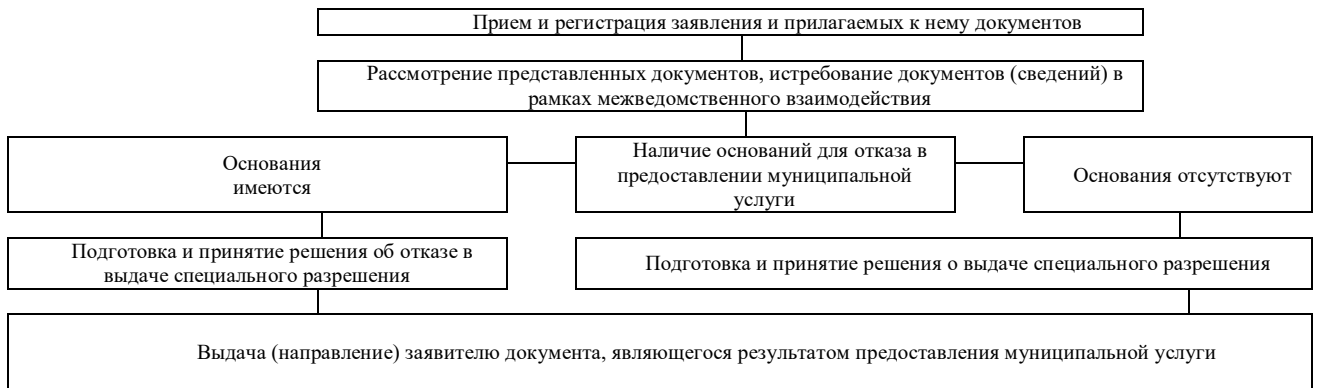 Прием и регистрация заявления и прилагаемых к нему документов
Рассмотрение представленных документов, истребование документов (сведений) в
рамках межведомственного взаимодействия
Основания
имеются
Наличие оснований для отказа в
предоставлении муниципальной
услуги
Основания отсутствуют
Подготовка и принятие решения об отказе в
выдаче специального разрешения
Подготовка и принятие решения о выдаче специального разрешения
Выдача (направление) заявителю документа, являющегося результатом предоставления муниципальной услуги